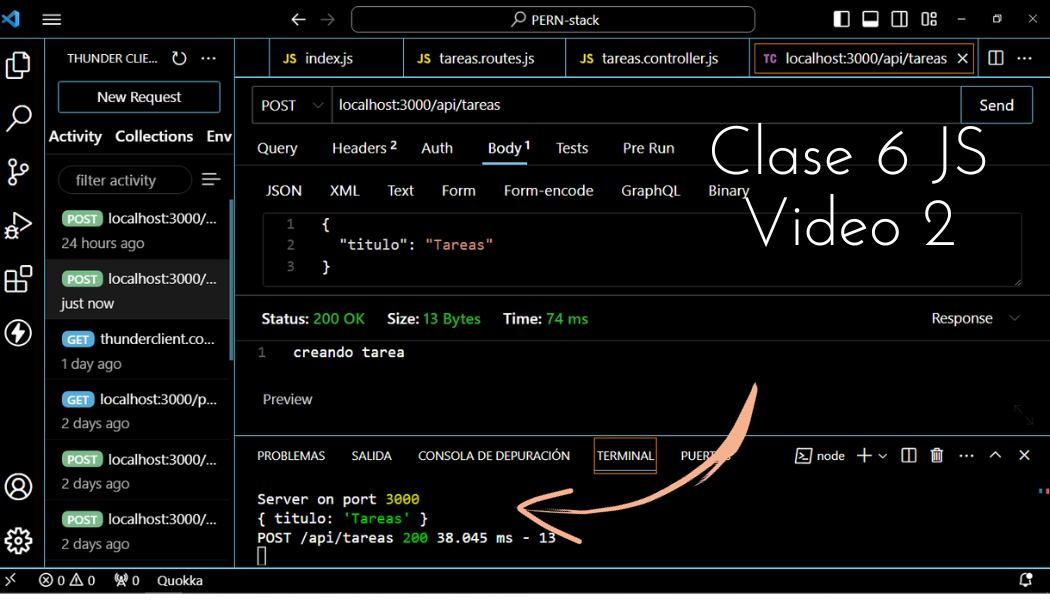 PERN-stack
THUNDER CLIE...
JS index.js
JS tareas.routes.js
JS tareas.controller.js
TC localhost:3000/api/tareas
New Request
Activity Collections Env
filter activity
POST localhost:3000/...
24 hours ago
POST localhost:3000/...
just now
GET thunderclient.co...
1 day ago
GET localhost:3000/p...
2 days ago
POST localhost:3000/...
2 days ago
POST localhost:3000/...
2 days ago
POST localhost:3000/api/tareas Send
Query Headers 2 Auth Body 1 Tests Pre Run
JSON XML Text Form Form-encode GraphQL Binary
Clase 6 JS
Video 2
1 {
2 "titulo": "Tareas"
3 }
Status: 200 OK Size: 13 Bytes Time: 74 ms Response
1 creando tarea
Preview
PROBLEMAS SALIDA CONSOLA DE DEPURACIÓN TERMINAL node
Server on port 3000
{ titulo: 'Tareas' }
POST /api/tareas 200 38.045 ms - 13
0 0 0 Quokka